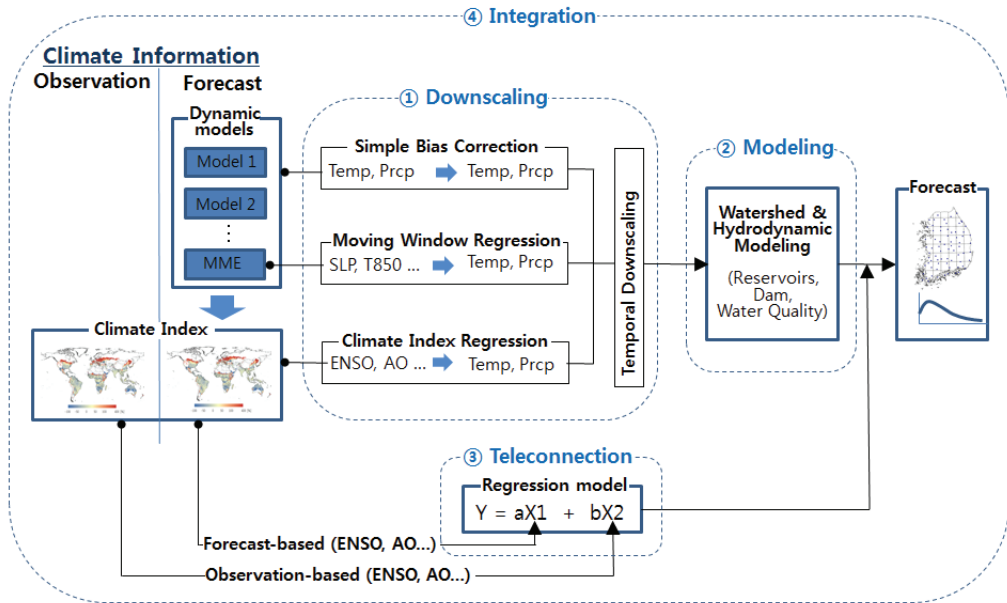 ④ Integration
Climate Information
Observation
Forecast
Dynamic
models
Model 1
Model 2
⋮
MME
Climate Index
① Downscaling
Simple Bias Correction
Temp, Prcp
Temp, Prcp
Moving Window Regression
SLP, T850 ...
Temp, Prcp
Climate Index Regression
ENSO, AO ...
Temp, Prcp
Temporal Downscaling
② Modeling
Watershed &
Hydrodynamic
Modeling
(Reservoirs,
Dam,
Water Quality)
Forecast
③ Teleconnection
Regression model
Y = aX1 + bX2
Forecast-based (ENSO, AO...)
Observation-based (ENSO, AO...)